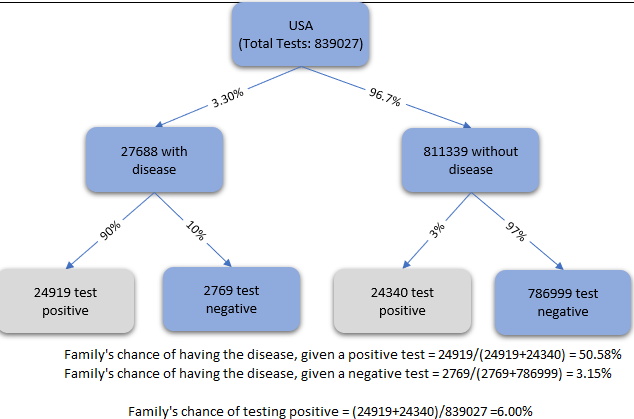 USA
(Total Tests: 839027)
3.30%
96.7%
27688 with
disease
811339 without
disease
90%
10%
3%
97%
24919 test
positive
2769 test
negative
24340 test
positive
786999 test
negative
Family's chance of having the disease, given a positive test = 24919/(24919+24340) = 50.58%
Family's chance of having the disease, given a negative test = 2769/(2769+786999) = 3.15%
Family's chance of testing positive = (24919+24340)/839027 =6.00%